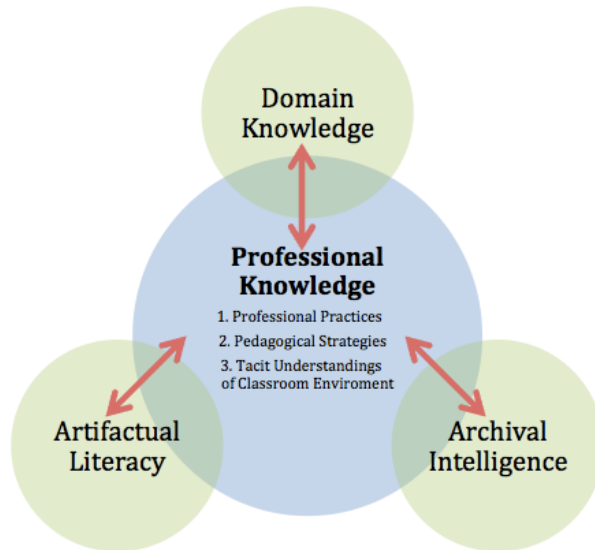 Domain
Knowledge
Professional
Knowledge
1. Professional Practices
2. Pedagogical Strategies
3. Tacit Understandings
of Classroom Enviroment
Artifactual
Literacy
Archival
Intelligence